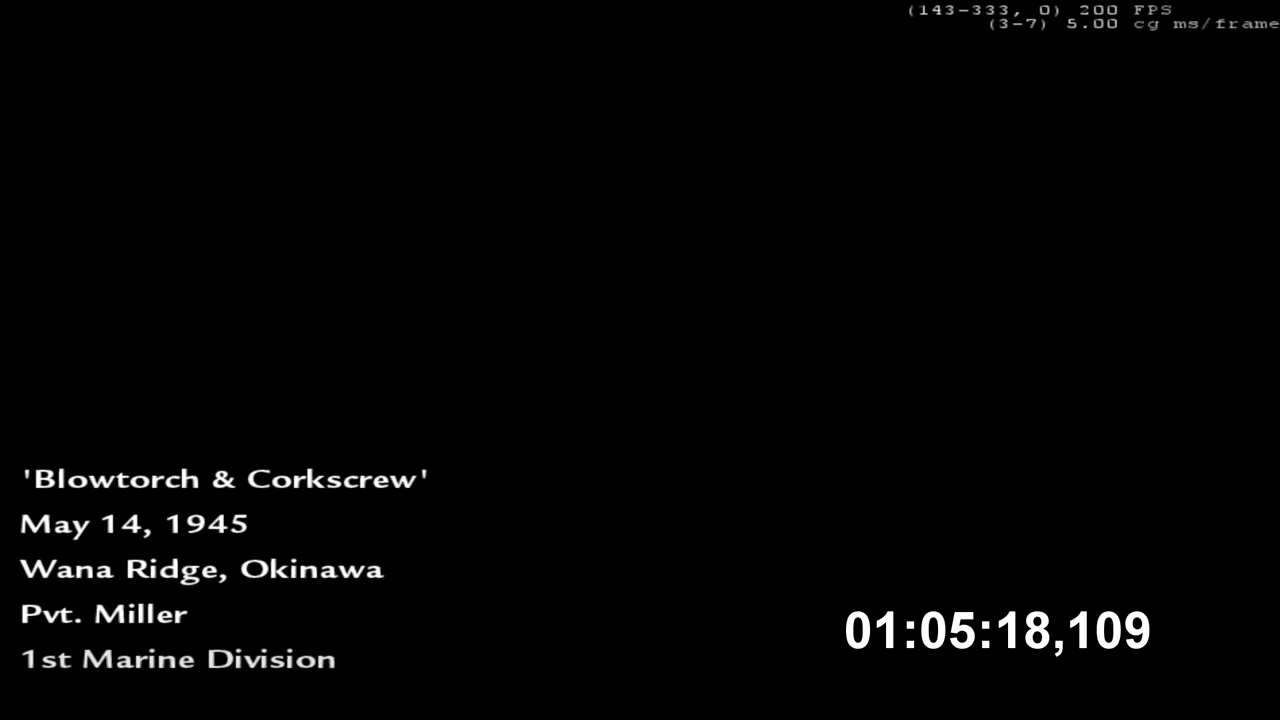 (143-333, 0) 200 FPS
(3-7) 5.00 cg ms/frame
'Blowtorch & Corkscrew'
May 14, 1945
Wana Ridge, Okinawa
Pvt. Miller
1st Marine Division
01:05:18,109